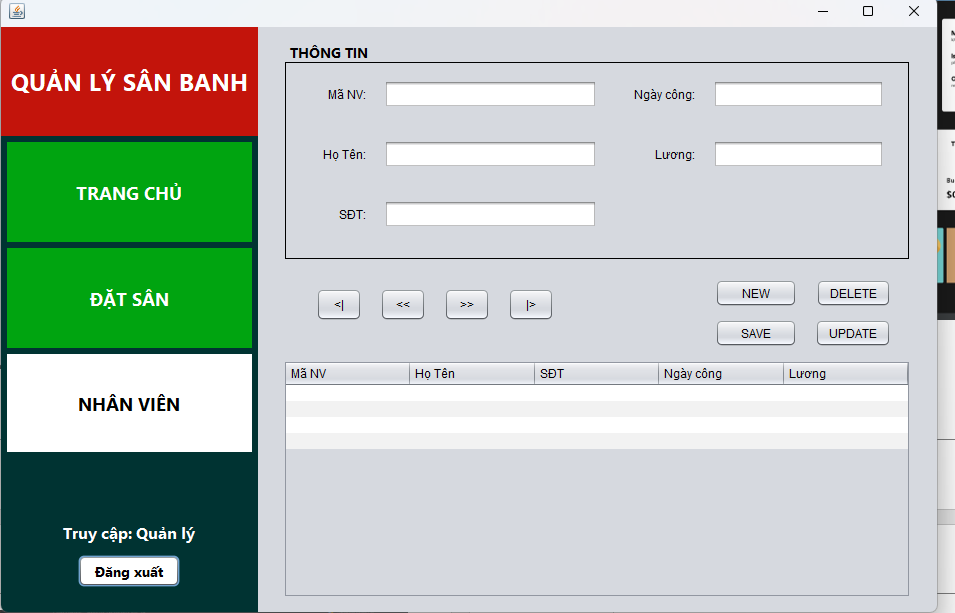 QUẢN LÝ SÂN BANH
TRANG CHỦ
ĐẶT SÂN
NHÂN VIÊN
Truy cập: Quản lý
Đăng xuất
THÔNG TIN
Mã NV:
Ngày công:
Họ Tên:
Lương:
SĐT:
<|
<<
>>
|>
NEW
DELETE
SAVE
UPDATE
Mã NV Họ Tên SĐT Ngày công Lương